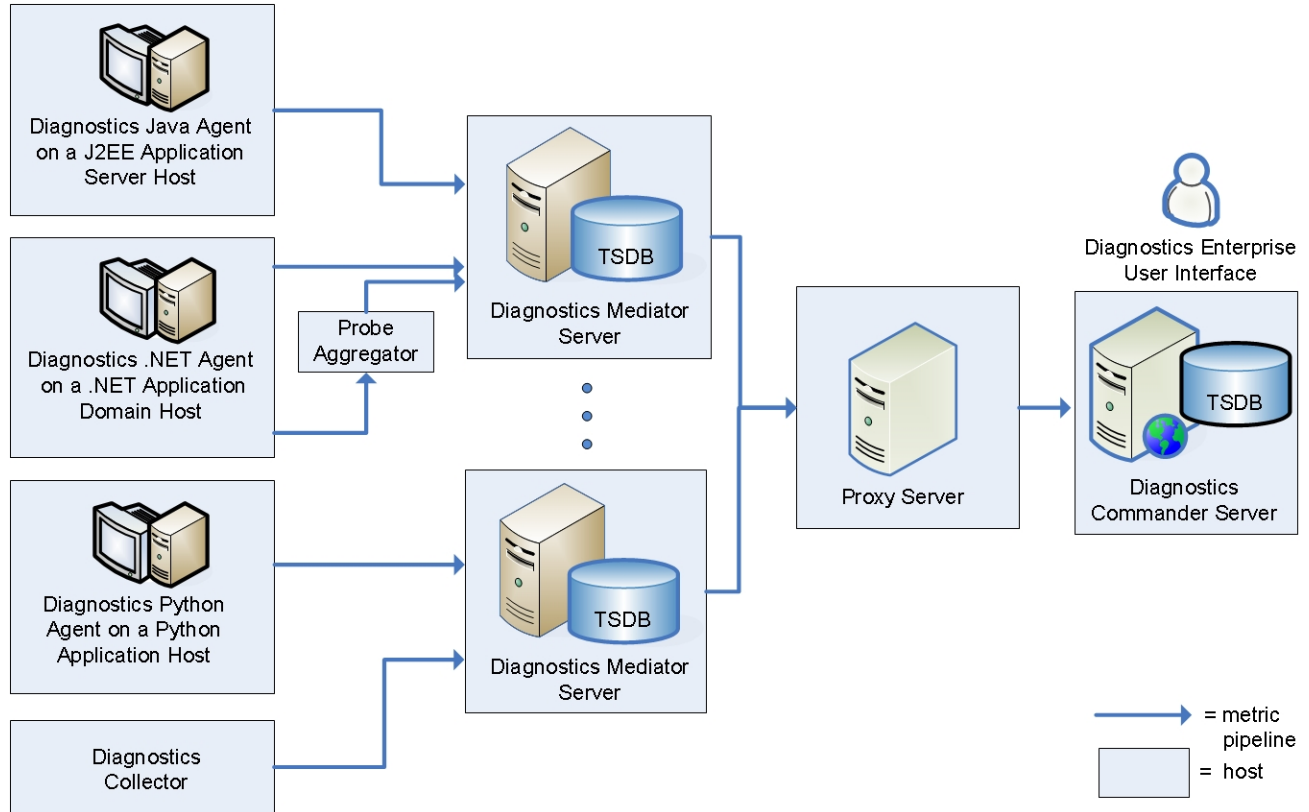 Diagnostics Java Agent
on a J2EE Application
Server Host
Diagnostics .NET Agent
on a .NET Application
Domain Host
Probe
Aggregator
Diagnostics Python
Agent on a Python
Application Host
Diagnostics
Collector
TSDB
Diagnostics Mediator
Server
TSDB
Diagnostics Mediator
Server
Proxy Server
Diagnostics Enterprise
User Interface
TSDB
Diagnostics
Commander Server
= metric
pipeline
= host